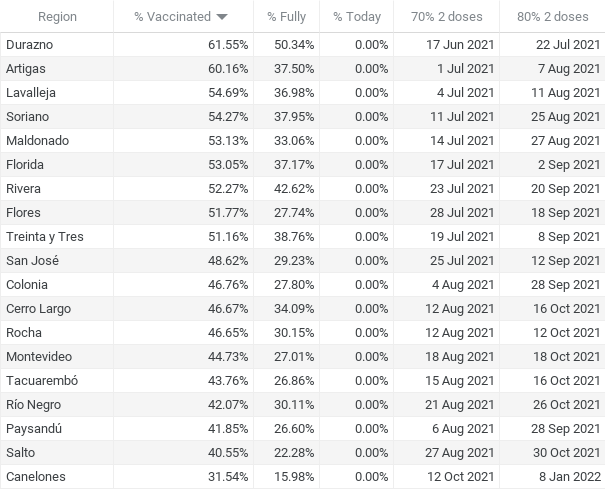 Region % Vaccinated % Fully % Today 70% 2 doses 80% 2 doses
Durazno 61.55% 50.34% 0.00% 17 Jun 2021 22 Jul 2021
Artigas 60.16% 37.50% 0.00% 1 Jul 2021 7 Aug 2021
Lavalleja 54.69% 36.98% 0.00% 4 Jul 2021 11 Aug 2021
Soriano 54.27% 37.95% 0.00% 11 Jul 2021 25 Aug 2021
Maldonado 53.13% 33.06% 0.00% 14 Jul 2021 27 Aug 2021
Florida 53.05% 37.17% 0.00% 17 Jul 2021 2 Sep 2021
Rivera 52.27% 42.62% 0.00% 23 Jul 2021 20 Sep 2021
Flores 51.77% 27.74% 0.00% 28 Jul 2021 18 Sep 2021
Treinta y Tres 51.16% 38.76% 0.00% 19 Jul 2021 8 Sep 2021
San José 48.62% 29.23% 0.00% 25 Jul 2021 12 Sep 2021
Colonia 46.76% 27.80% 0.00% 4 Aug 2021 28 Sep 2021
Cerro Largo 46.67% 34.09% 0.00% 12 Aug 2021 16 Oct 2021
Rocha 46.65% 30.15% 0.00% 12 Aug 2021 12 Oct 2021
Montevideo 44.73% 27.01% 0.00% 18 Aug 2021 18 Oct 2021
Tacuarembó 43.76% 26.86% 0.00% 15 Aug 2021 16 Oct 2021
Río Negro 42.07% 30.11% 0.00% 21 Aug 2021 26 Oct 2021
Paysandú 41.85% 26.60% 0.00% 6 Aug 2021 28 Sep 2021
Salto 40.55% 22.28% 0.00% 27 Aug 2021 30 Oct 2021
Canelones 31.54% 15.98% 0.00% 12 Oct 2021 8 Jan 2022